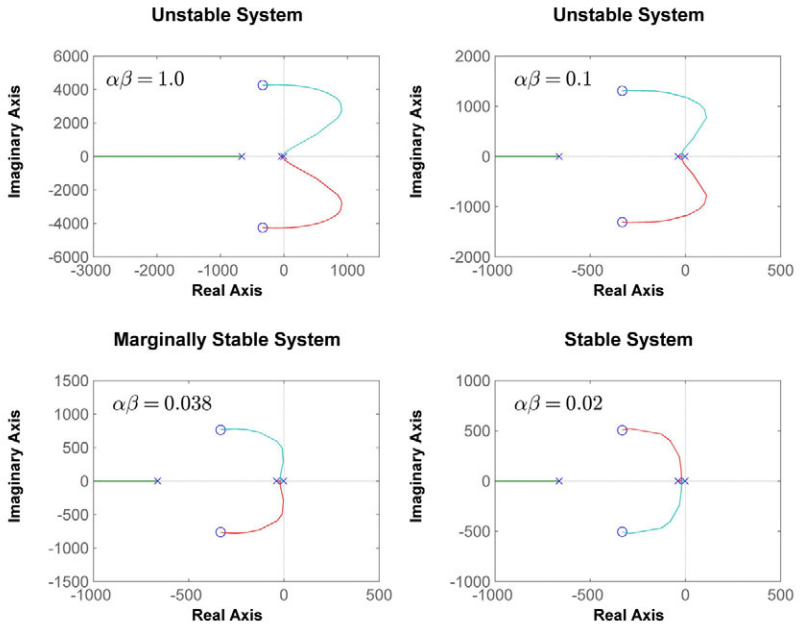 Unstable System
6000
4000
2000
0
-2000
-4000
-6000
-3000 -2000 -1000 0 1000
αβ = 1.0
Imaginary Axis
Real Axis
Unstable System
2000
1000
0
-1000
-2000
-1000 -500 0 500
αβ = 0.1
Imaginary Axis
Real Axis
Marginally Stable System
1500
1000
500
0
-500
-1000
-1500
-1000 -500 0 500
αβ = 0.038
Imaginary Axis
Real Axis
Stable System
1000
500
0
-500
-1000
-1000 -500 0 500
αβ = 0.02
Imaginary Axis
Real Axis